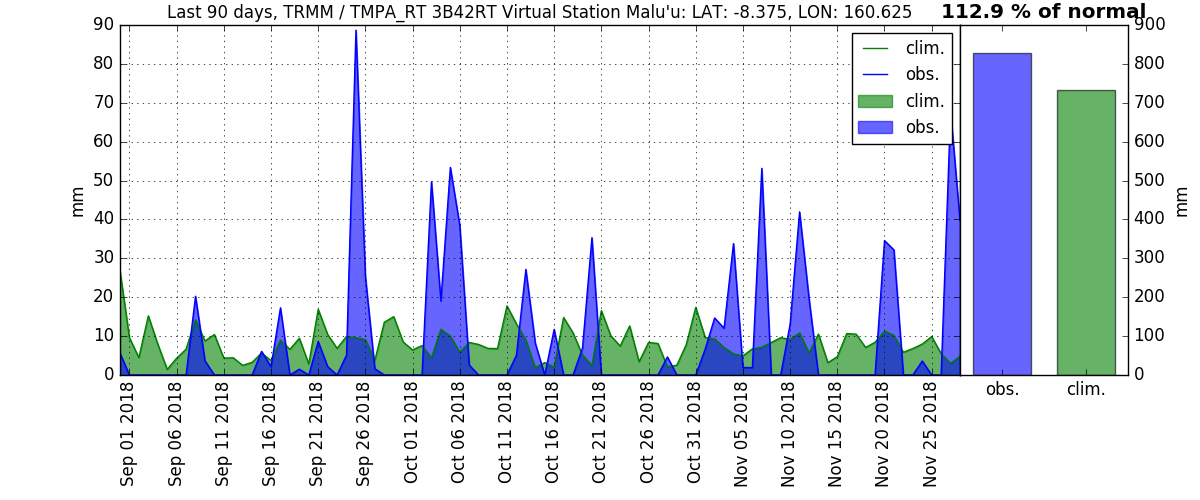 Last 90 days, TRMM / TMPA_RT 3B42RT Virtual Station Malu'u: LAT: -8.375, LON: 160.625
112.9 % of normal
90
80
70
60
50
40
30
20
10
0
mm
clim.
obs.
clim.
obs.
900
800
700
600
500
400
300
200
100
0
mm
obs.
clim.
Sep 01 2018
Sep 06 2018
Sep 11 2018
Sep 16 2018
Sep 21 2018
Sep 26 2018
Oct 01 2018
Oct 06 2018
Oct 11 2018
Oct 16 2018
Oct 21 2018
Oct 26 2018
Oct 31 2018
Nov 05 2018
Nov 10 2018
Nov 15 2018
Nov 20 2018
Nov 25 2018